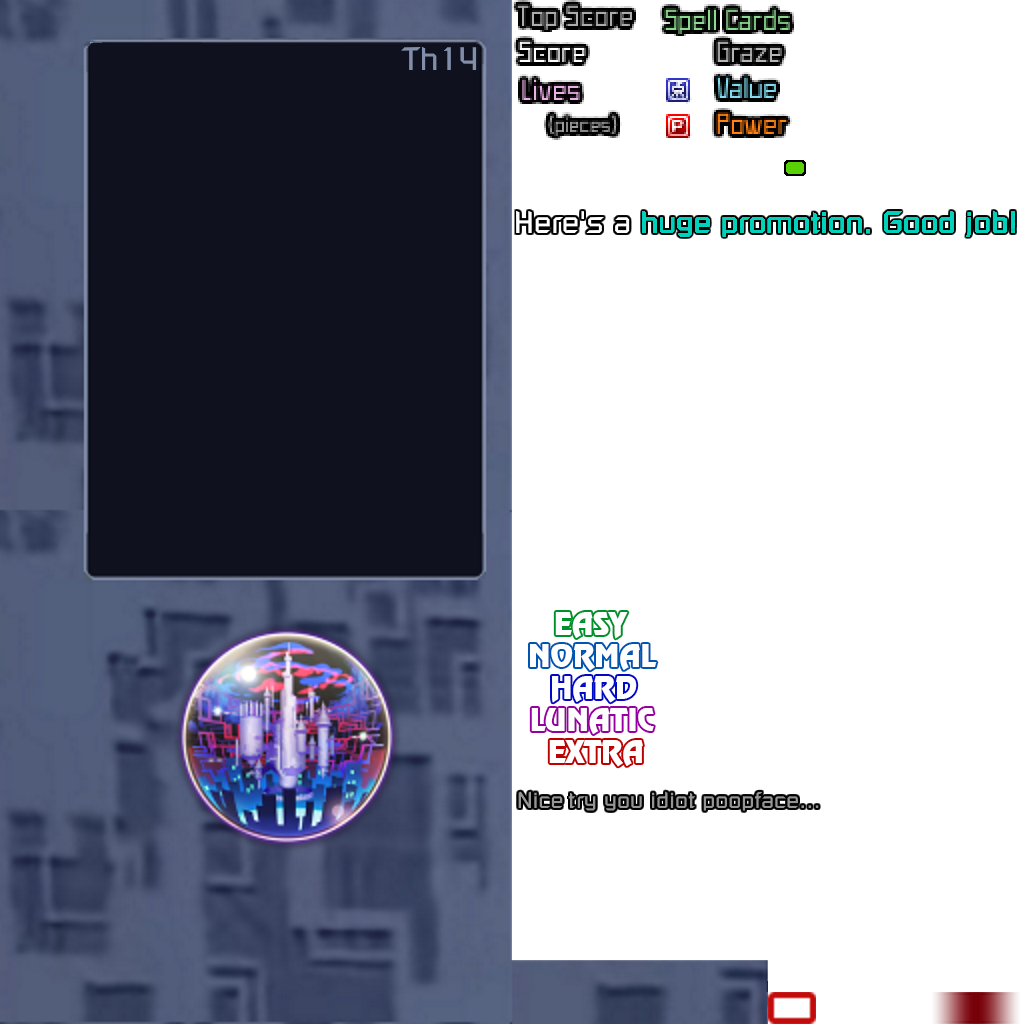 Th14
Top Score
Spell Cards
Score
Graze
Lives
Value
(pieces)
P
Power
Here's a huge promotion. Good job!
EASY
NORMAL
HARD
LUNATIC
EXTRA
Nice try you idiot poopface...